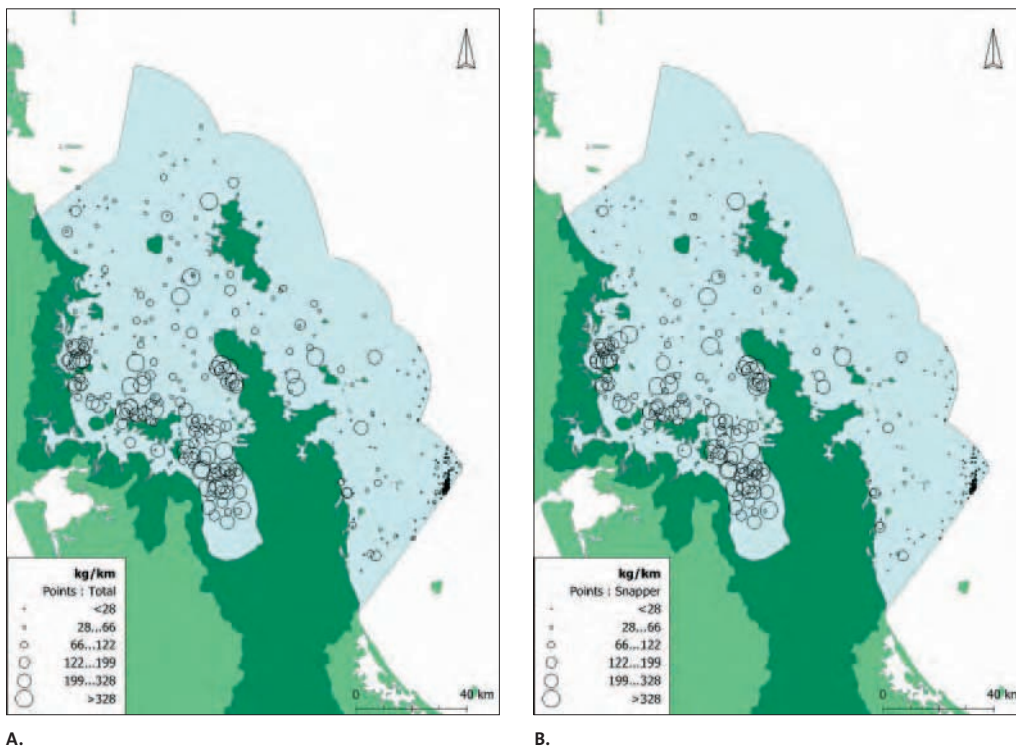 kg/km
Points : Total
<28
28...66
66...122
122...199
199...328
>328
0 40 km
A.
kg/km
Points : Snapper
<28
28...66
66...122
122...199
199...328
>328
0 40 km
B.